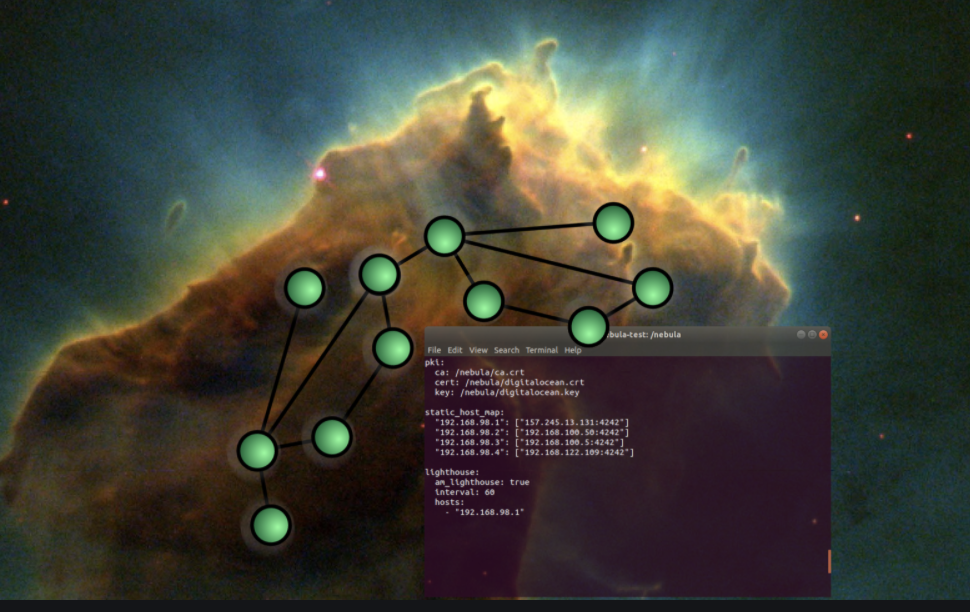 bula-test: /nebula
File Edit View Search Terminal Help
pki:
  ca: /nebula/ca.crt
  cert: /nebula/digitalocean.crt
  key: /nebula/digitalocean.key
static_host_map:
  "192.168.98.1": ["157.245.13.131:4242"]
  "192.168.98.2": ["192.168.100.50:4242"]
  "192.168.98.3": ["192.168.100.5:4242"]
  "192.168.98.4": ["192.168.122.109:4242"]
lighthouse:
  am_lighthouse: true
  interval: 60
  hosts:
    - "192.168.98.1"